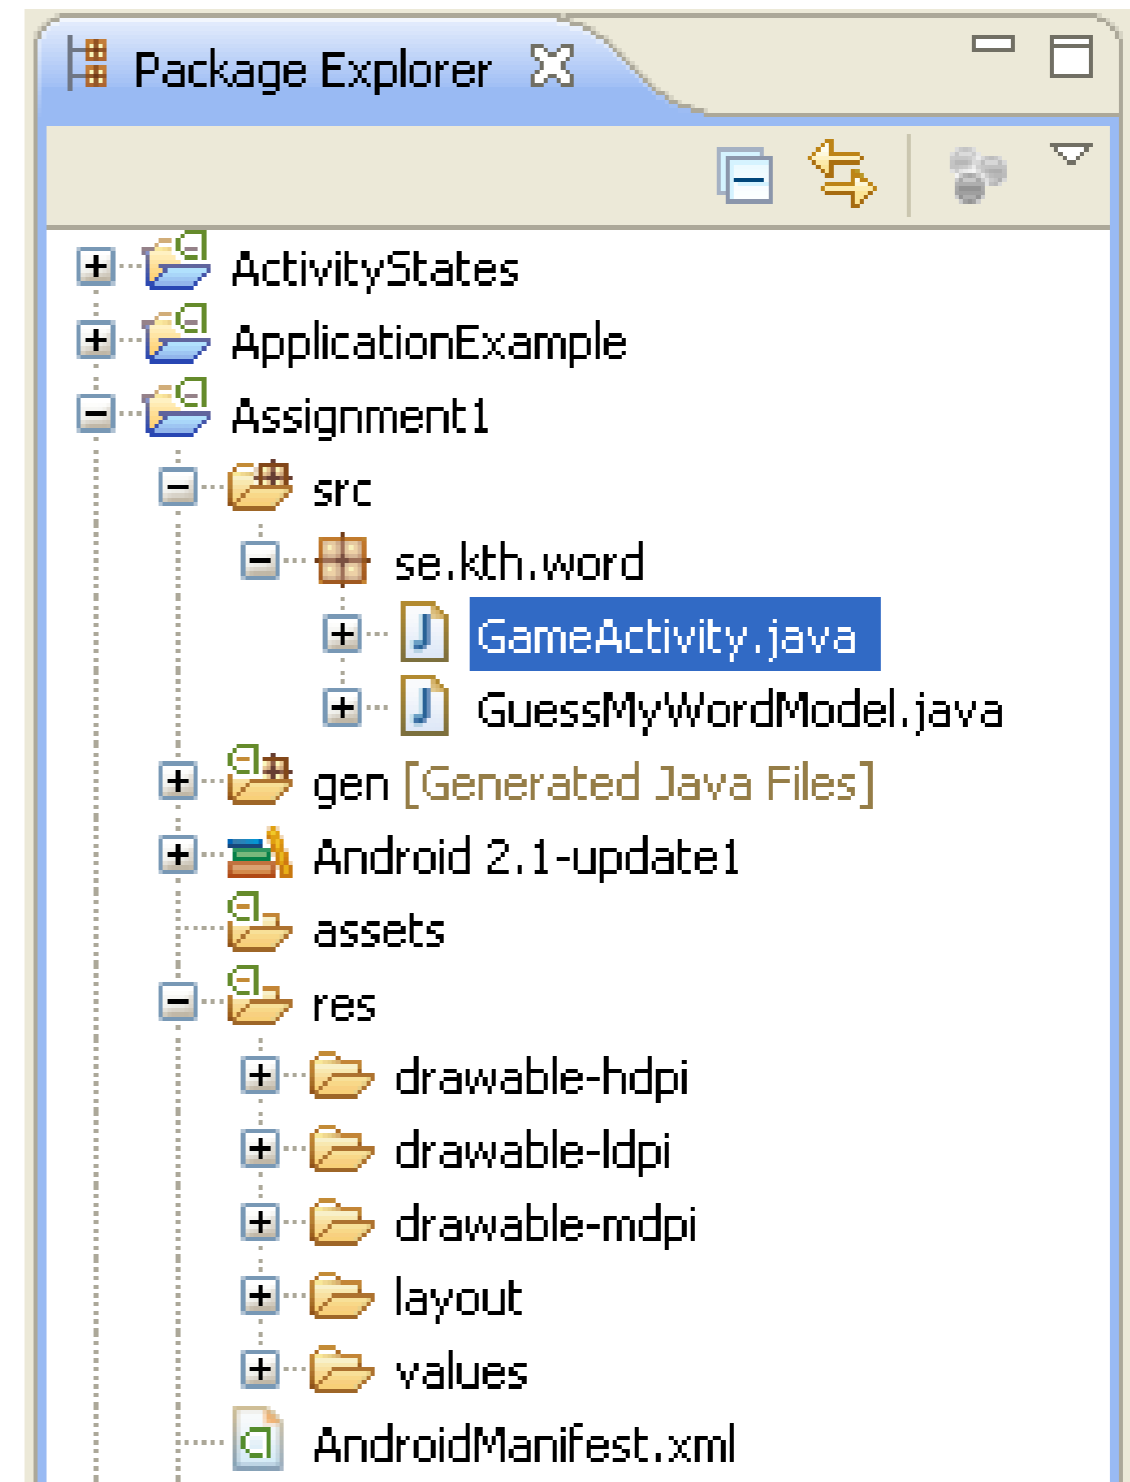 Package Explorer
ActivityStates
ApplicationExample
Assignment1
src
se.kth.word
GameActivity.java
GuessMyWordModel.java
gen [Generated Java Files]
Android 2.1-update1
assets
res
drawable-hdpi
drawable-ldpi
drawable-mdpi
layout
values
AndroidManifest.xml